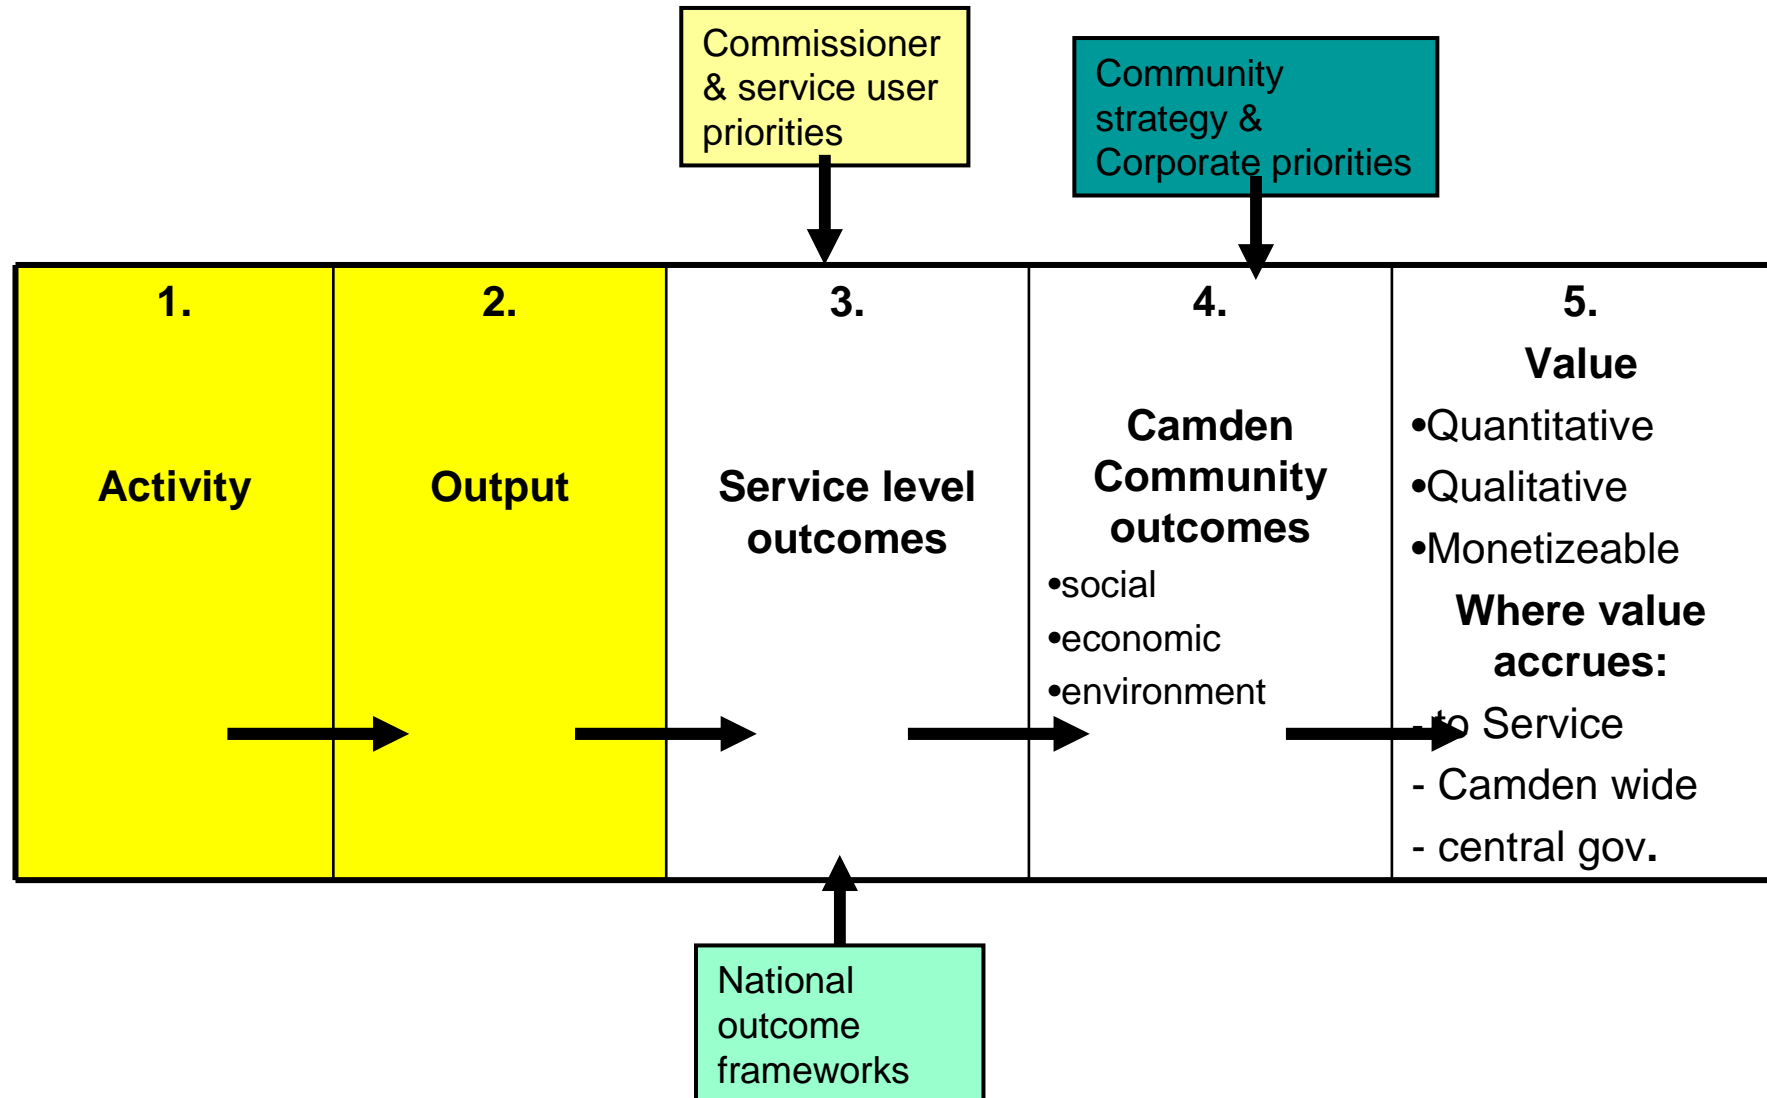 Commissioner
& service user
priorities
Community
strategy &
Corporate priorities
1.
Activity
2.
Output
3.
Service level
outcomes
4.
Camden
Community
outcomes
•social
•economic
•environment
5.
Value
•Quantitative
•Qualitative
•Monetizeable
Where value
accrues:
- to Service
- Camden wide
- central gov.
National
outcome
frameworks